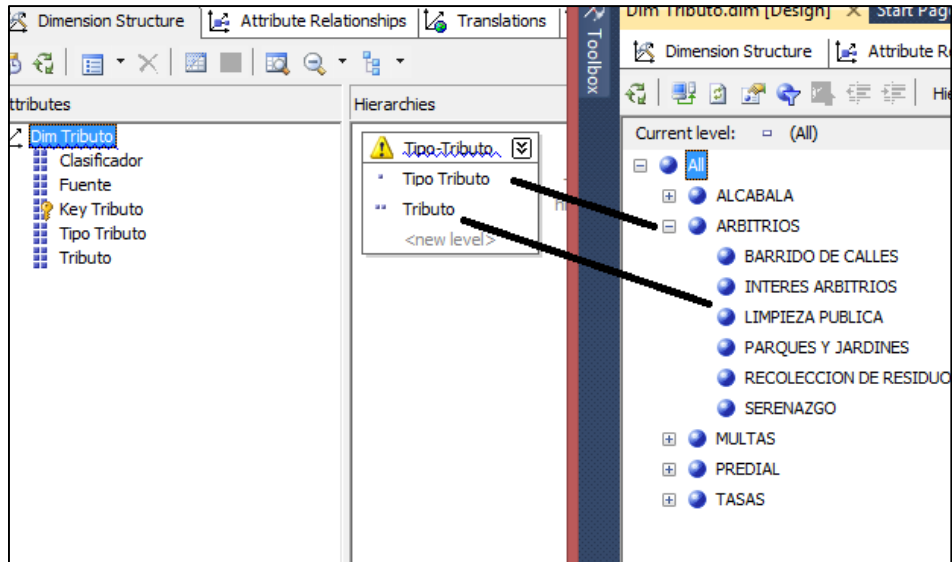 Dimension Structure
Attribute Relationships
Translations
ttributes
Dim Tributo
Clasificador
Fuente
Key Tributo
Tipo Tributo
Tributo
Hierarchies
Tipo-Tributo
Tipo Tributo
Tributo
<new level>
Toolbox
Dim Tributo.dim [Design]
Start Pag
Dimension Structure
Attribute R
Hie
Current level: (All)
All
ALCABALA
ARBITRIOS
BARRIDO DE CALLES
INTERES ARBITRIOS
LIMPIEZA PUBLICA
PARQUES Y JARDINES
RECOLECCION DE RESIDUO
SERENAZGO
MULTAS
PREDIAL
TASAS